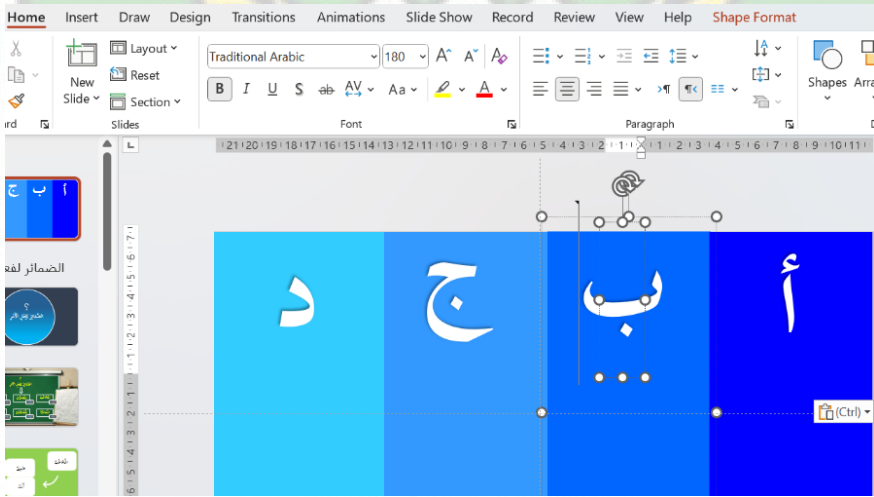 Home Insert Draw Design Transitions Animations Slide Show Record Review View Help Shape Format
Layout
Reset
Section
New
Slide
Slides
Traditional Arabic 180
B I U S ab AV Aa A
Font
Paragraph
Shapes
أ ب ج د
أ ب ج
الضمائر
(Ctrl)